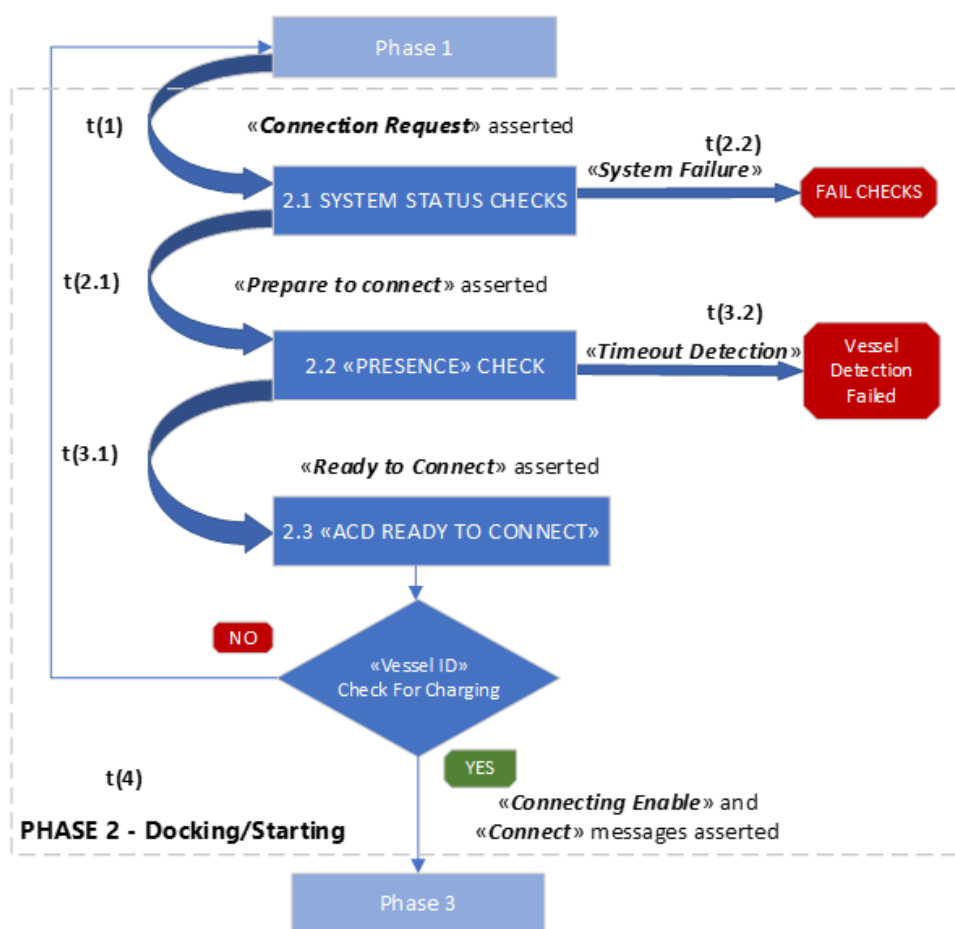 Phase 1
t(1)
«Connection Request» asserted
t(2.2)
«System Failure»
2.1 SYSTEM STATUS CHECKS
FAIL CHECKS
t(2.1)
«Prepare to connect» asserted
t(3.2)
«Timeout Detection»
2.2 «PRESENCE» CHECK
Vessel
Detection
Failed
t(3.1)
«Ready to Connect» asserted
2.3 «ACD READY TO CONNECT»
NO
«Vessel ID»
Check For Charging
YES
t(4)
«Connecting Enable» and
«Connect» messages asserted
PHASE 2 - Docking/Starting
Phase 3